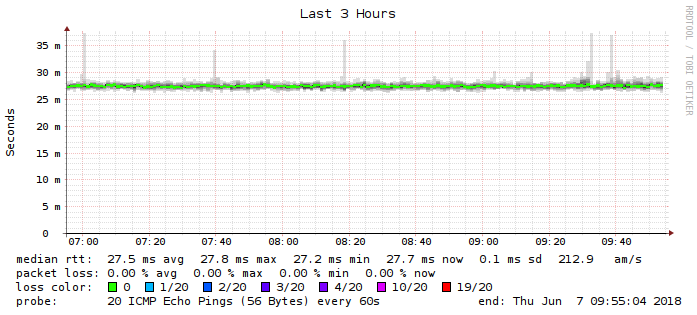 Last 3 Hours
RRDTOOL / TOBI OETIKER
Seconds
35 m
30 m
25 m
20 m
15 m
10 m
5 m
0
07:00 07:20 07:40 08:00 08:20 08:40 09:00 09:20 09:40
median rtt: 27.5 ms avg 27.8 ms max 27.2 ms min 27.7 ms now 0.1 ms sd 212.9 am/s
packet loss: 0.00 % avg 0.00 % max 0.00 % min 0.00 % now
loss color: 0 1/20 2/20 3/20 4/20 10/20 19/20
probe: 20 ICMP Echo Pings (56 Bytes) every 60s end: Thu Jun 7 09:55:04 2018